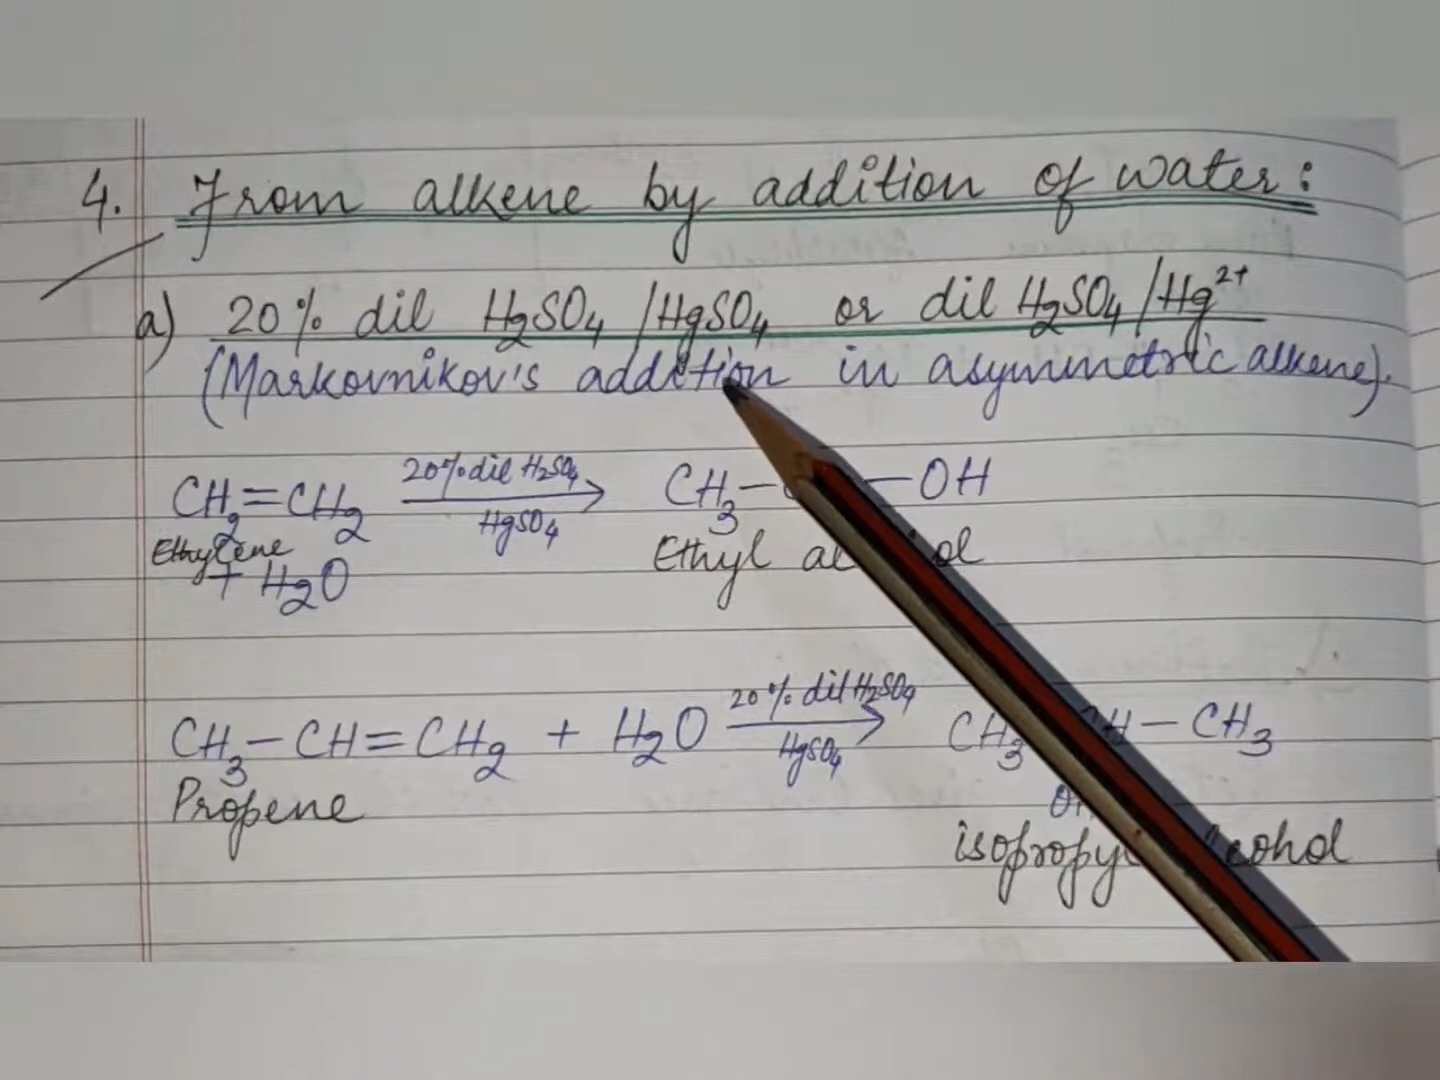 4. From alkene by addition of water:
a) 20% dil H₂SO₄ /HgSO₄ or dil H₂SO₄/Hg²⁺
(Markovnikov's addition in asymmetric alkene).
CH₂=CH₂ 20% dil H₂SO₄ HgSO₄ CH₃– –OH
Ethylene Ethyl
+ H₂O
CH₃–CH=CH₂ + H₂O 20% dil H₂SO₄ HgSO₄ CH₃ CH–CH₃
Propene